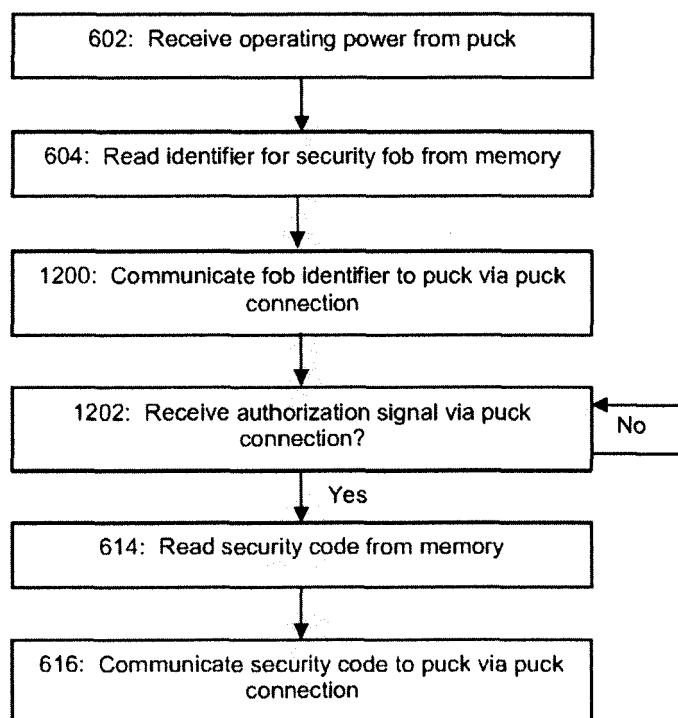 602: Receive operating power from puck
604: Read identifier for security fob from memory
1200: Communicate fob identifier to puck via puck
connection
1202: Receive authorization signal via puck
connection?
No
Yes
614: Read security code from memory
616: Communicate security code to puck via puck
connection